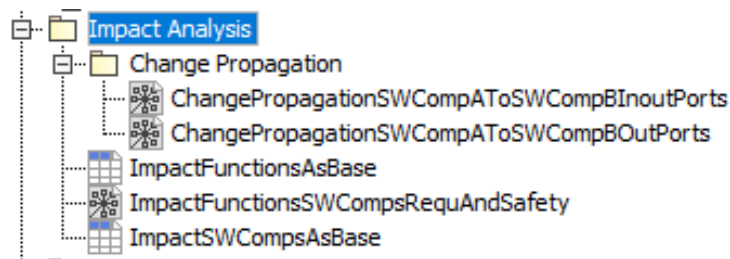 Impact Analysis
Change Propagation
ChangePropagationSWCompAToSWCompBInoutPorts
ChangePropagationSWCompAToSWCompBOutPorts
ImpactFunctionsAsBase
ImpactFunctionsSWCompsRequAndSafety
ImpactSWCompsAsBase